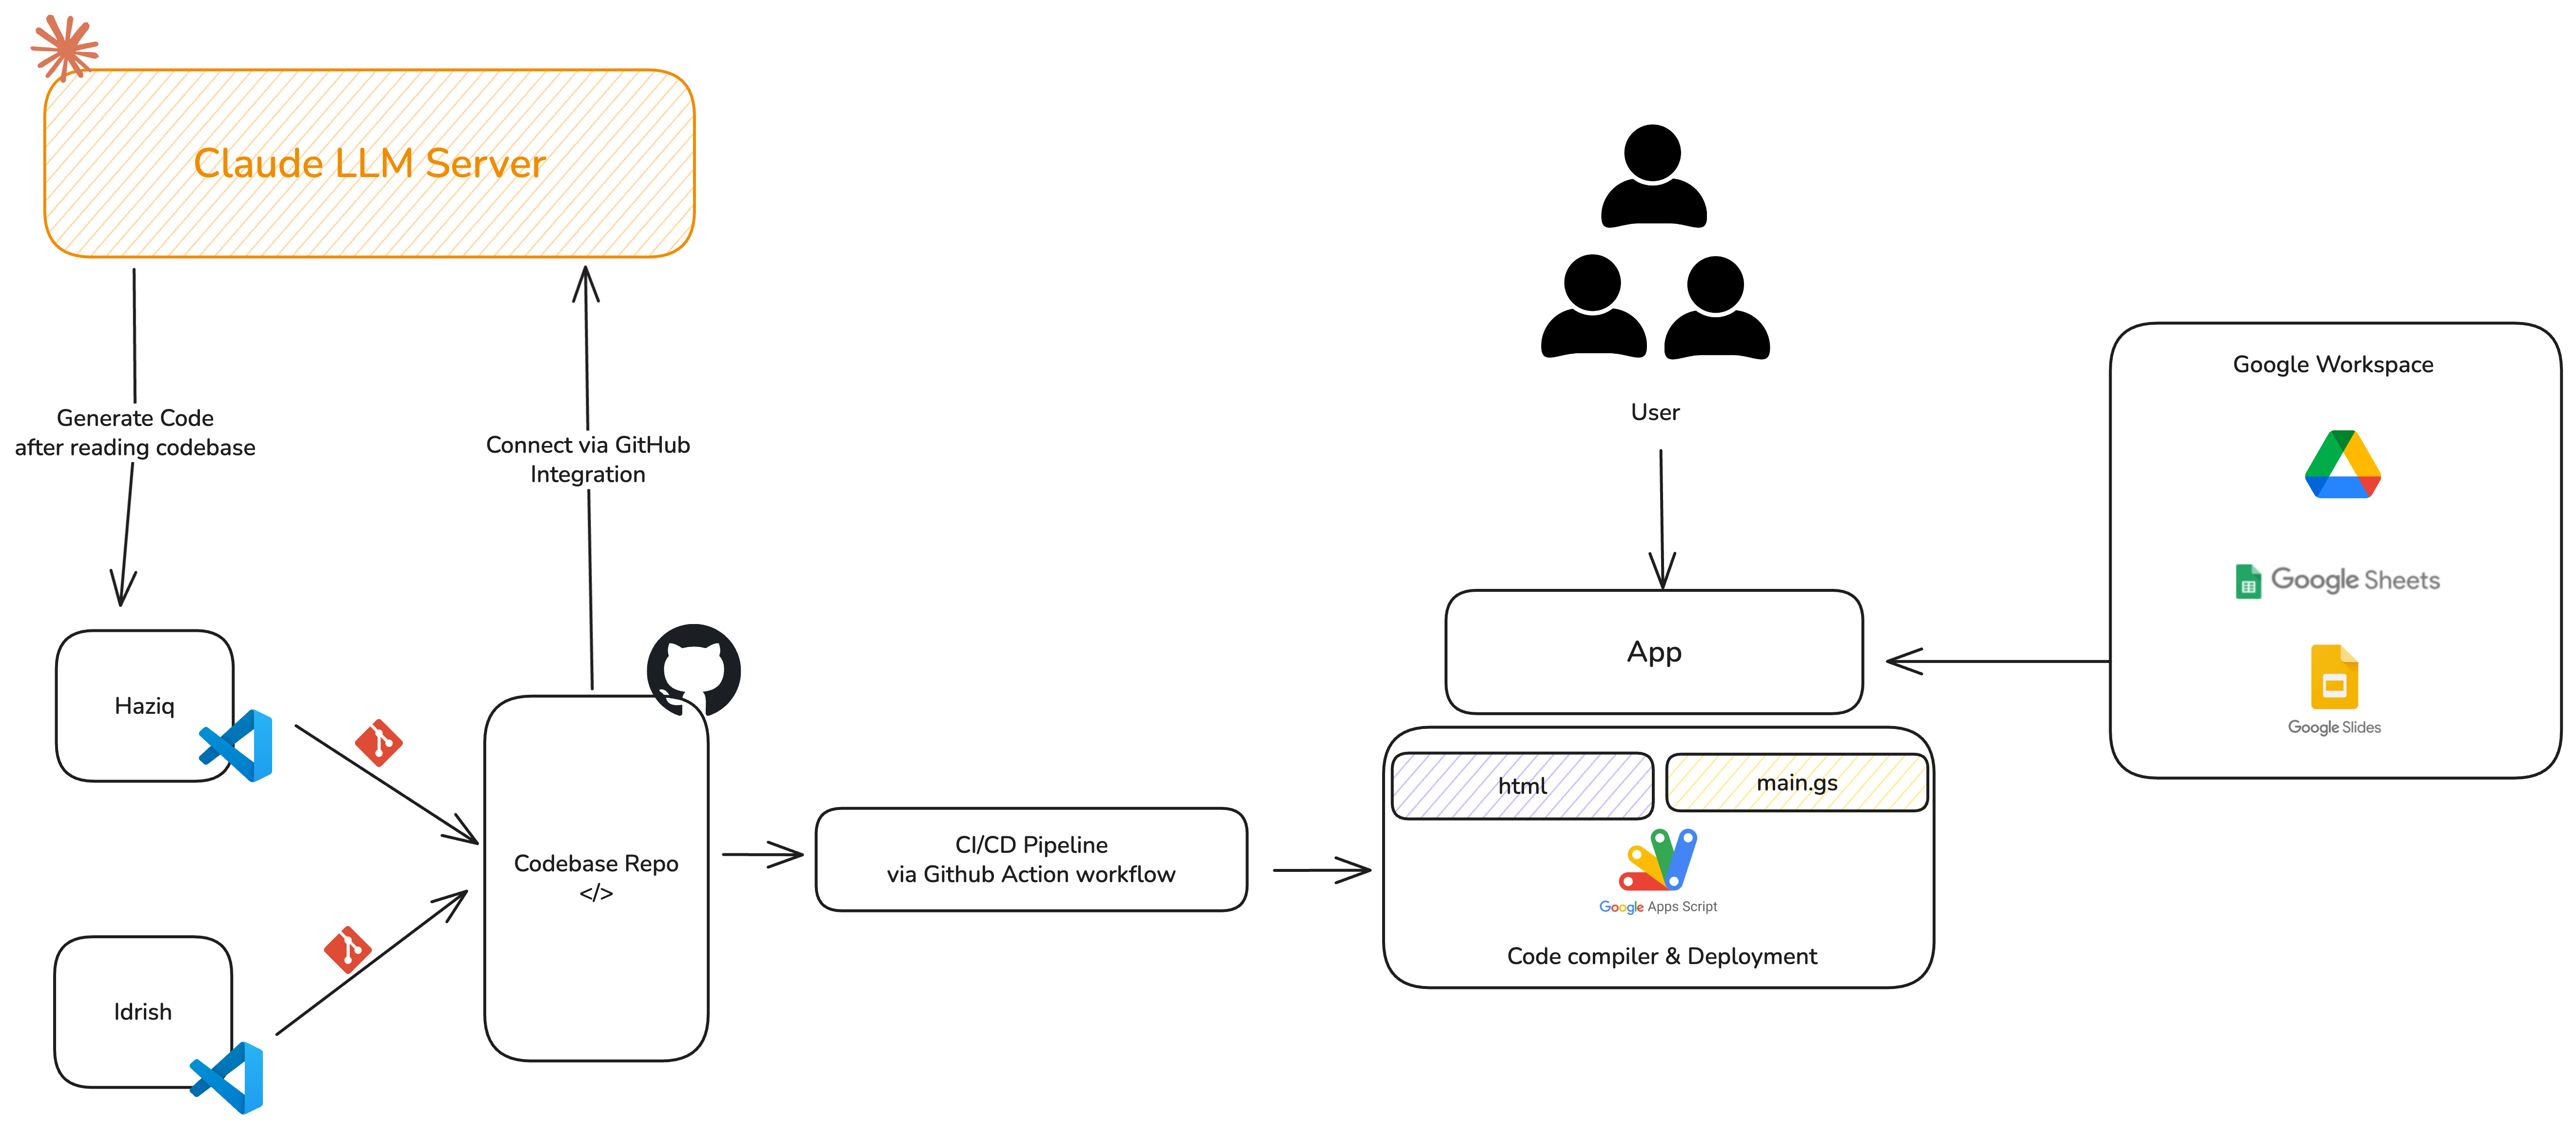 Claude LLM Server
Generate Code
after reading codebase
Connect via GitHub
Integration
Haziq
Idrish
Codebase Repo
</>
CI/CD Pipeline
via Github Action workflow
User
App
html
main.gs
Google Apps Script
Code compiler & Deployment
Google Workspace
Google Sheets
Google Slides